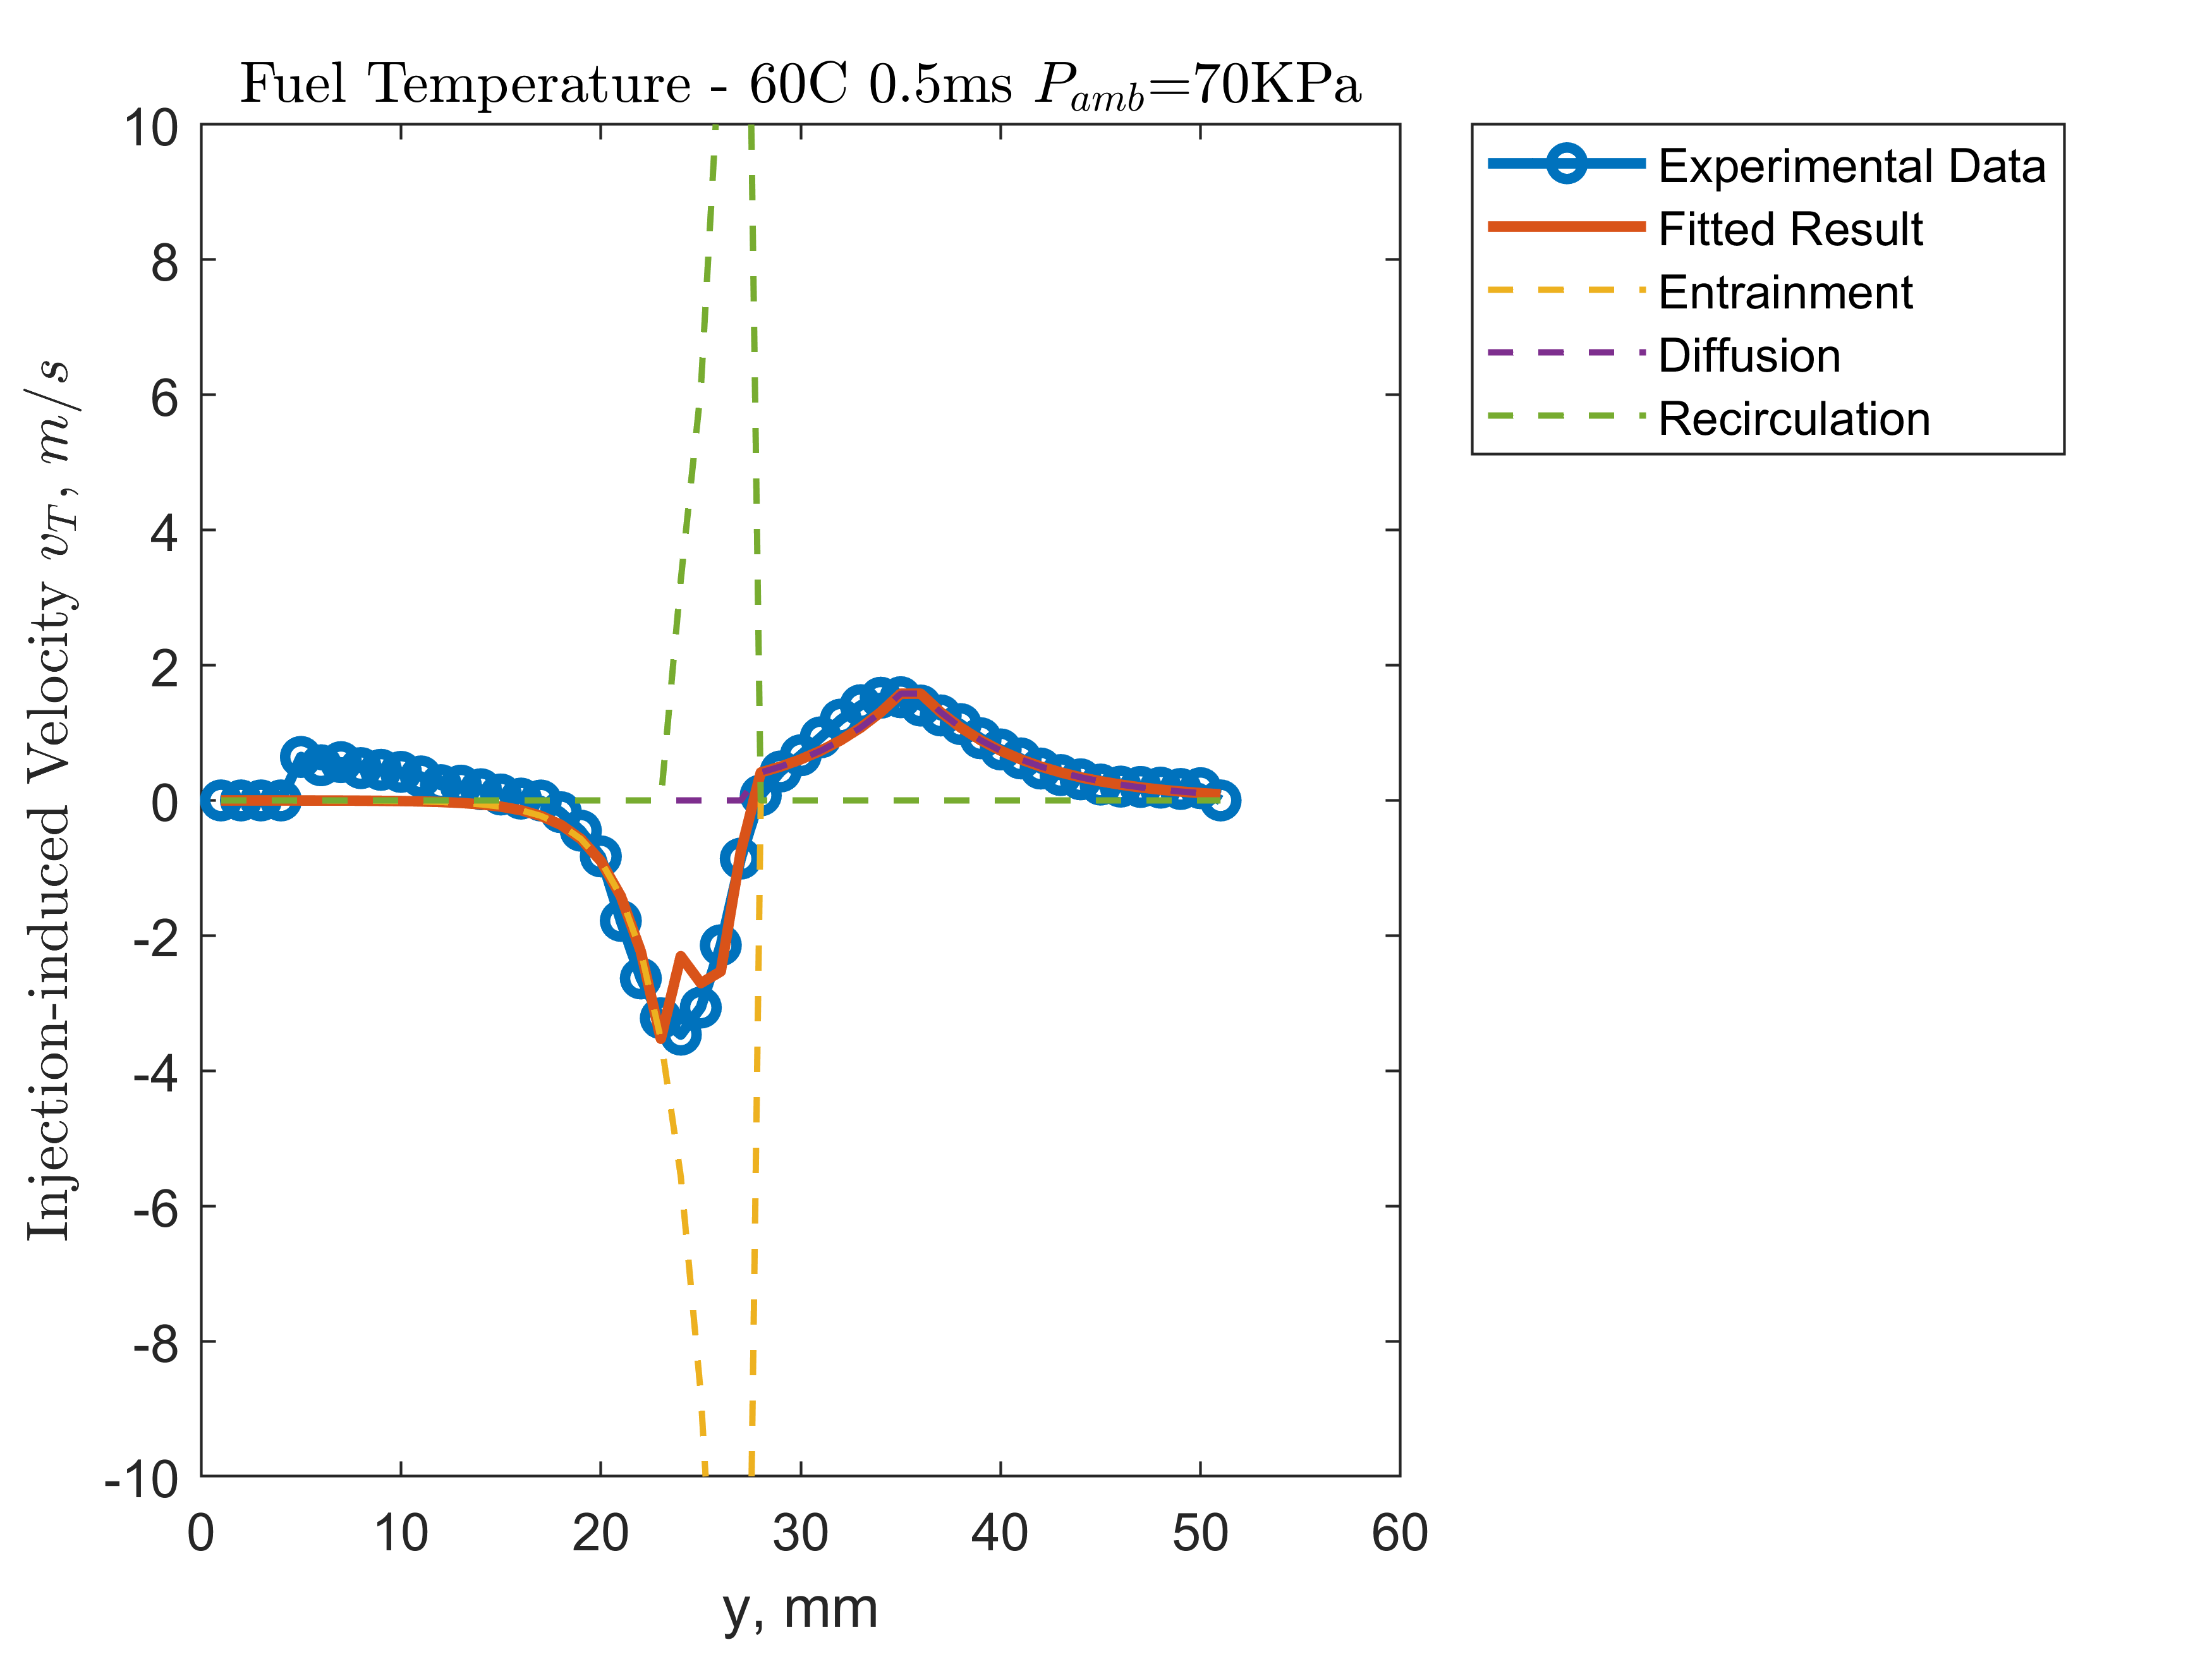 Fuel Temperature - 60C 0.5ms P_amb=70KPa
Injection-induced Velocity v_T, m/s
10
8
6
4
2
0
-2
-4
-6
-8
-10
0 10 20 30 40 50 60
y, mm
Experimental Data
Fitted Result
Entrainment
Diffusion
Recirculation